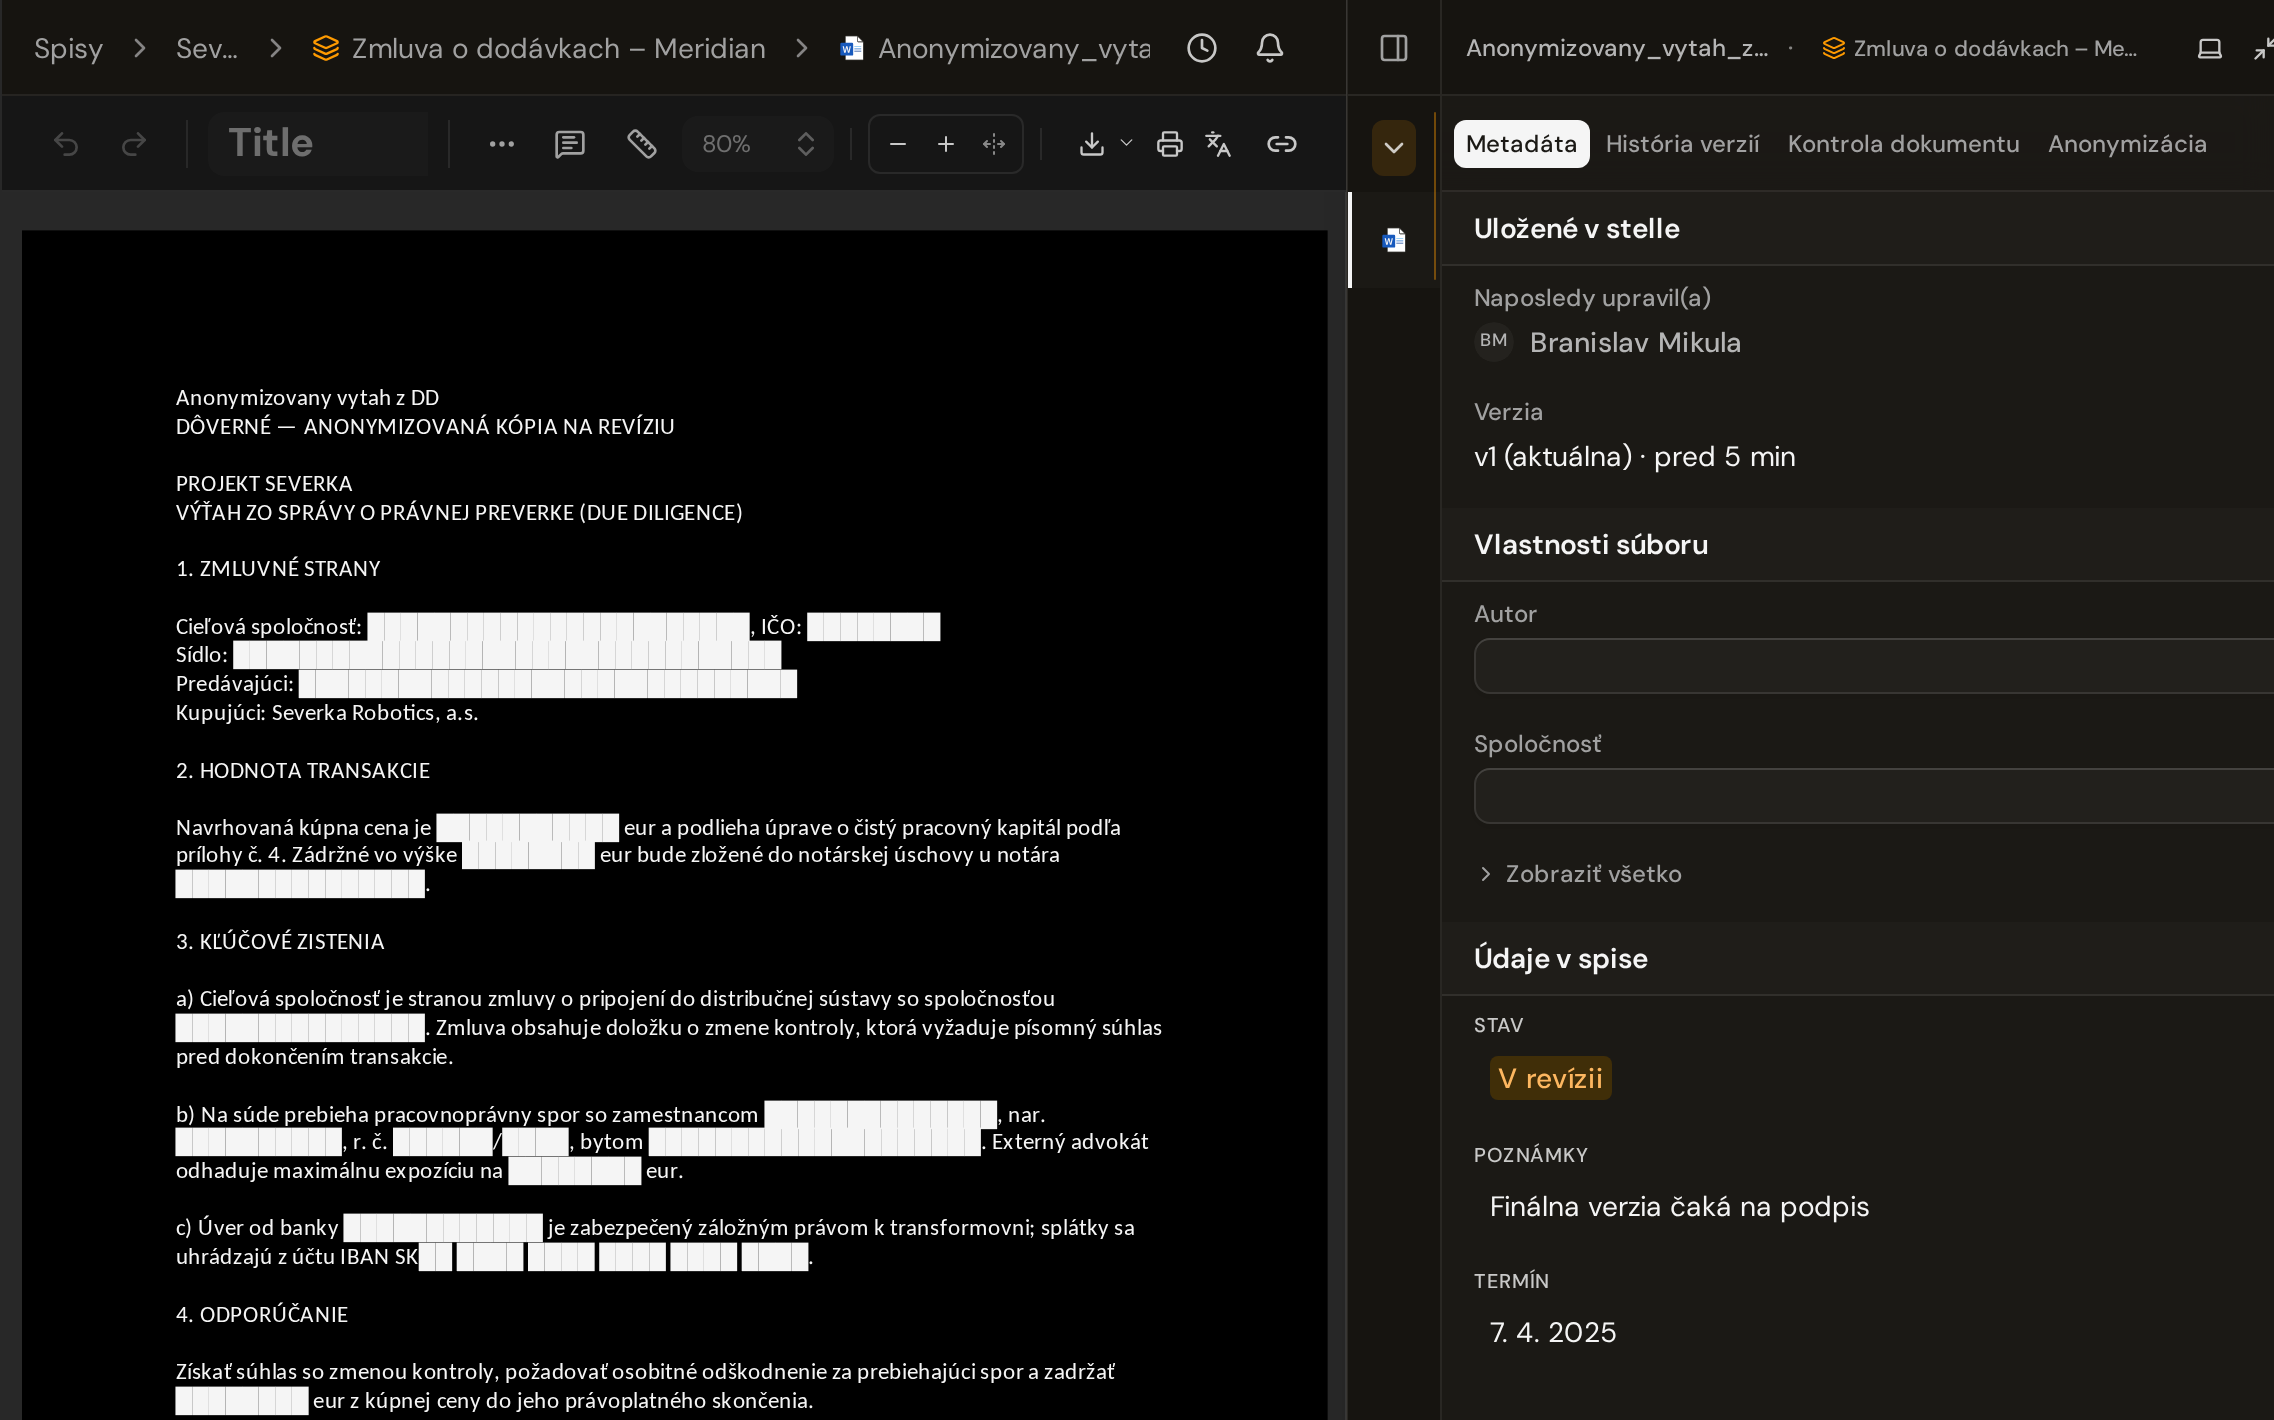 Spisy > Sev... > Zmluva o dodávkach – Meridian > Anonymizovany_vyta
Title
80%
Anonymizovany vytah z DD
DÔVERNÉ — ANONYMIZOVANÁ KÓPIA NA REVÍZIU
PROJEKT SEVERKA
VÝŤAH ZO SPRÁVY O PRÁVNEJ PREVERKE (DUE DILIGENCE)
1. ZMLUVNÉ STRANY
Cieľová spoločnosť: ███████████████████████, IČO: ████████
Sídlo: █████████████████████████████████
Predávajúci: ██████████████████████████████
Kupujúci: Severka Robotics, a.s.
2. HODNOTA TRANSAKCIE
Navrhovaná kúpna cena je ███████████ eur a podlieha úprave o čistý pracovný kapitál podľa
prílohy č. 4. Zádržné vo výške ████████ eur bude zložené do notárskej úschovy u notára
███████████████.
3. KĽÚČOVÉ ZISTENIA
a) Cieľová spoločnosť je stranou zmluvy o pripojení do distribučnej sústavy so spoločnosťou
███████████████. Zmluva obsahuje doložku o zmene kontroly, ktorá vyžaduje písomný súhlas
pred dokončením transakcie.
b) Na súde prebieha pracovnoprávny spor so zamestnancom ██████████████, nar.
██████████, r. č. ██████/████, bytom ████████████████████. Externý advokát
odhaduje maximálnu expozíciu na ████████ eur.
c) Úver od banky ████████████ je zabezpečený záložným právom k transformovni; splátky sa
uhrádzajú z účtu IBAN SK██ ████ ████ ████ ████ ████.
4. ODPORÚČANIE
Získať súhlas so zmenou kontroly, požadovať osobitné odškodnenie za prebiehajúci spor a zadržať
████████ eur z kúpnej ceny do jeho právoplatného skončenia.
Anonymizovany_vytah_z... · Zmluva o dodávkach – Me...
Metadáta História verzií Kontrola dokumentu Anonymizácia
Uložené v stelle
Naposledy upravil(a)
BM Branislav Mikula
Verzia
v1 (aktuálna) · pred 5 min
Vlastnosti súboru
Autor
Spoločnosť
Zobraziť všetko
Údaje v spise
STAV
V revízii
POZNÁMKY
Finálna verzia čaká na podpis
TERMÍN
7. 4. 2025